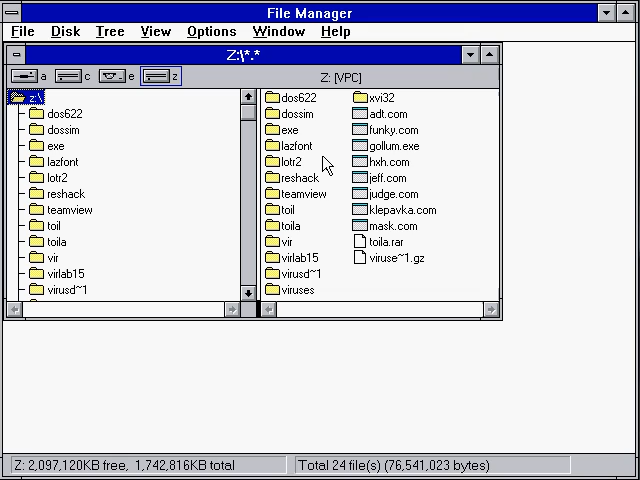 File Manager
File Disk Tree View Options Window Help
Z:\*.*
a c e z Z: [VPC]
z:\
dos622
dossim
exe
lazfont
lotr2
reshack
teamview
toil
toila
vir
virlab15
virusd~1
dos622
dossim
exe
lazfont
lotr2
reshack
teamview
toil
toila
vir
virlab15
virusd~1
viruses
xvi32
adt.com
funky.com
gollum.exe
hxh.com
jeff.com
judge.com
klepavka.com
mask.com
toila.rar
viruse~1.gz
Z: 2,097,120KB free, 1,742,816KB total Total 24 file(s) (76,541,023 bytes)